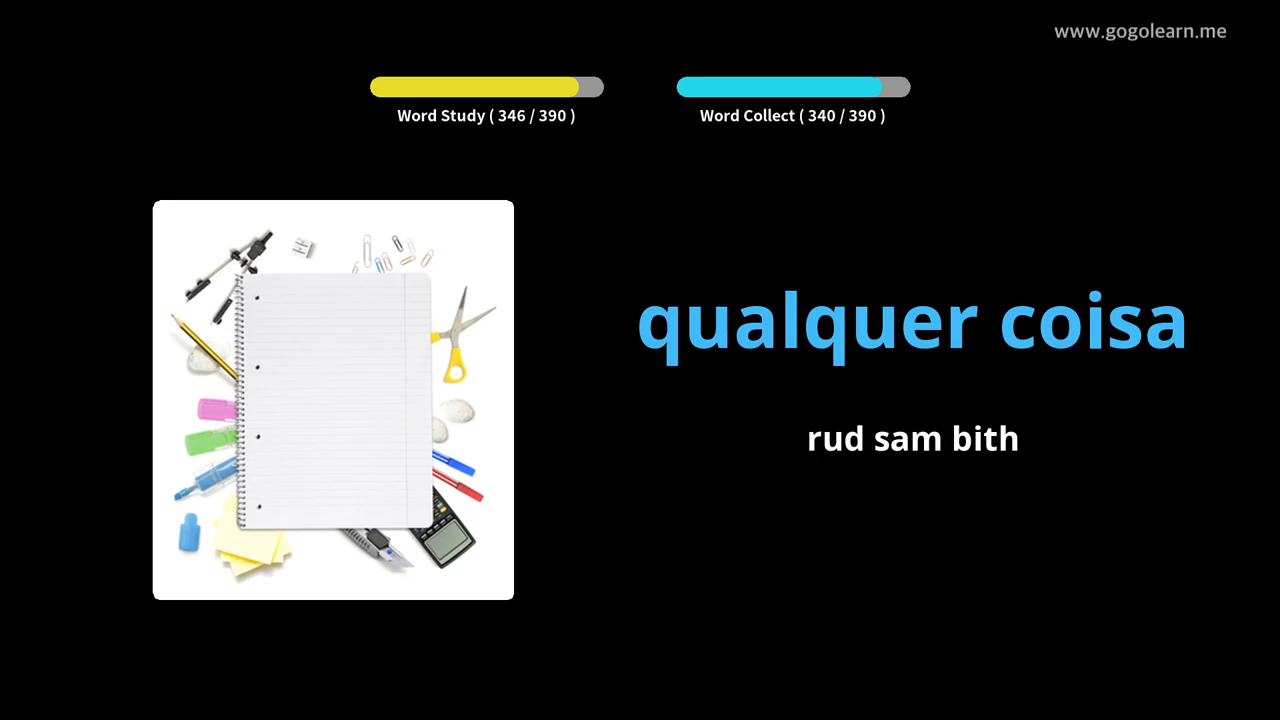 www.gogolearn.me
Word Study ( 346 / 390 )
Word Collect ( 340 / 390 )
qualquer coisa
rud sam bith